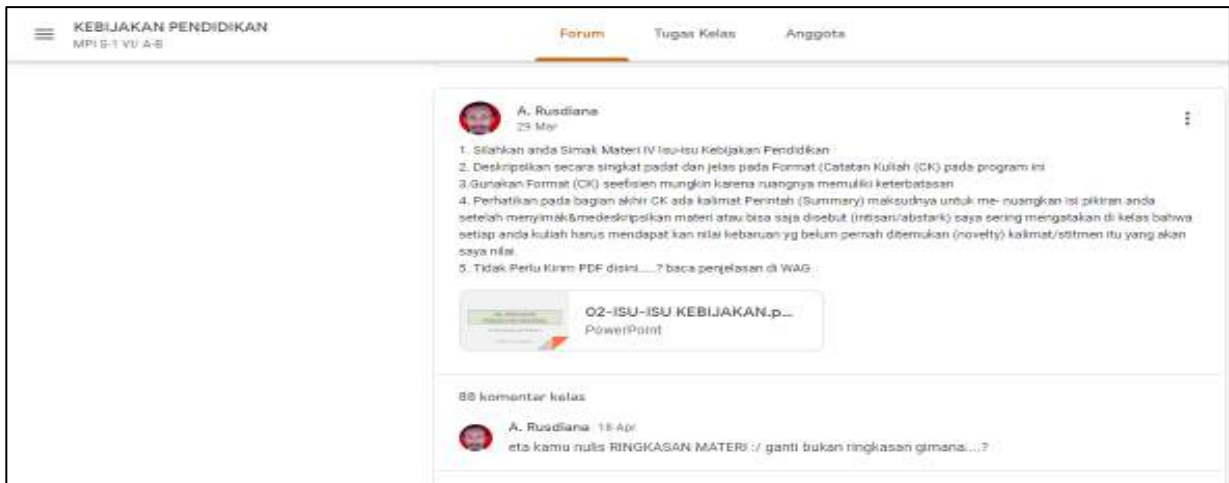 KEBIJAKAN PENDIDIKAN
MPI S-1 VI/ A-B
Forum
Tugas Kelas
Anggota
A. Rusdiana
29 Mar
1. Silahkan anda Simak Materi IV Isu-isu Kebijakan Pendidikan
2. Deskripsikan secara singkat padat dan jelas pada Format (Catatan Kuliah (CK) pada program ini
3.Gunakan Format (CK) seefisien mungkin karena ruangnya memuliki keterbatasan
4. Perhatikan pada bagian akhir CK ada kalimat Perintah (Summary) maksudnya untuk me- nuangkan isi pikiran anda
setelah menyimak&medeskripsikan materi atau bisa saja disebut (intisari/abstark) saya sering mengatakan di kelas bahwa
setiap anda kuliah harus mendapat kan nilai kebaruan yg belum pernah ditemukan (novelty) kalimat/stitmen itu yang akan
saya nilai.
5. Tidak Perlu Kirim PDF disini.....? baca penjelasan di WAG
02-ISU-ISU KEBIJAKAN.p...
PowerPoint
88 komentar kelas
A. Rusdiana 18 Apr
eta kamu nulis RINGKASAN MATERI :/ ganti bukan ringkasan gimana....?